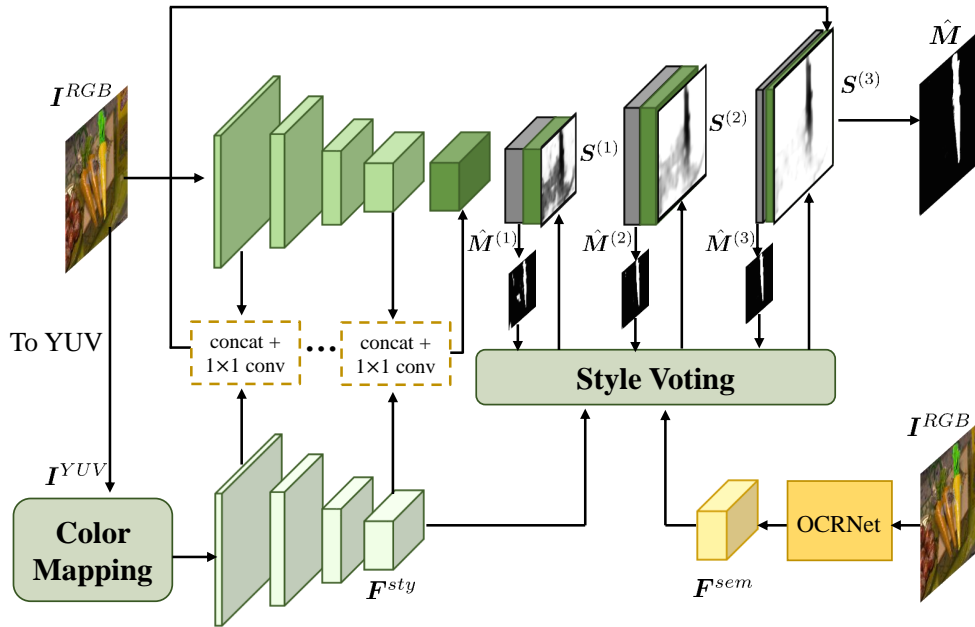 I^{RGB}
S^{(1)}
S^{(2)}
S^{(3)}
\hat{M}
\hat{M}^{(1)}
\hat{M}^{(2)}
\hat{M}^{(3)}
To YUV
concat +
1×1 conv
...
concat +
1×1 conv
Style Voting
I^{YUV}
Color
Mapping
F^{sty}
F^{sem}
OCRNet
I^{RGB}